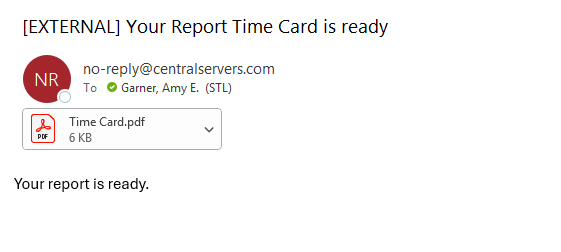 [EXTERNAL] Your Report Time Card is ready
NR
no-reply@centralservers.com
To Garner, Amy E. (STL)
PDF
Time Card.pdf
6 KB
Your report is ready.